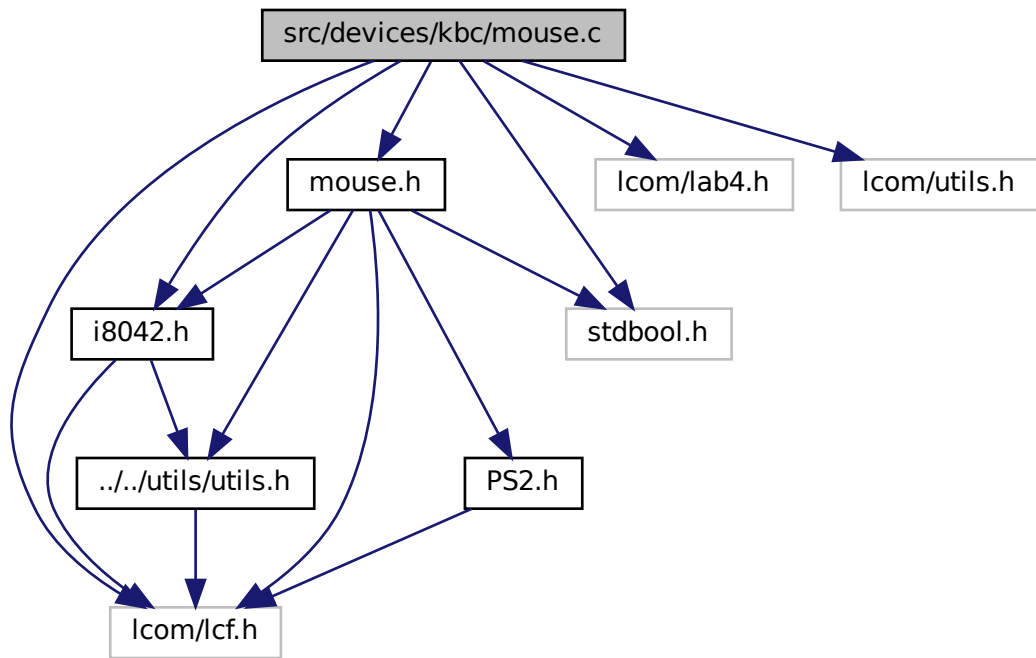 src/devices/kbc/mouse.c
mouse.h
lcom/lab4.h
lcom/utils.h
i8042.h
stdbool.h
../../utils/utils.h
PS2.h
lcom/lcf.h